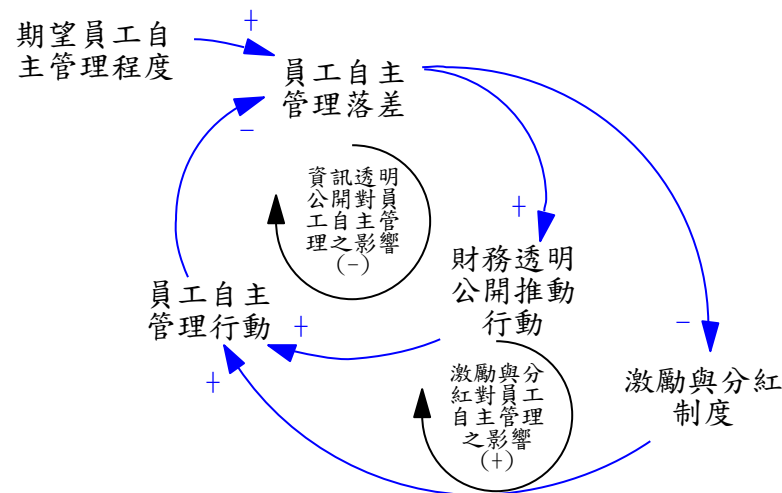 +
期望員工自
主管理程度
員工自主
管理落差
−
資訊透明
公開對員
工自主管
理之影響
(−)
+
財務透明
公開推動
行動
員工自主
管理行動
+
−
+
激勵與分
紅對員工
自主管理
之影響
(+)
激勵與分紅
制度